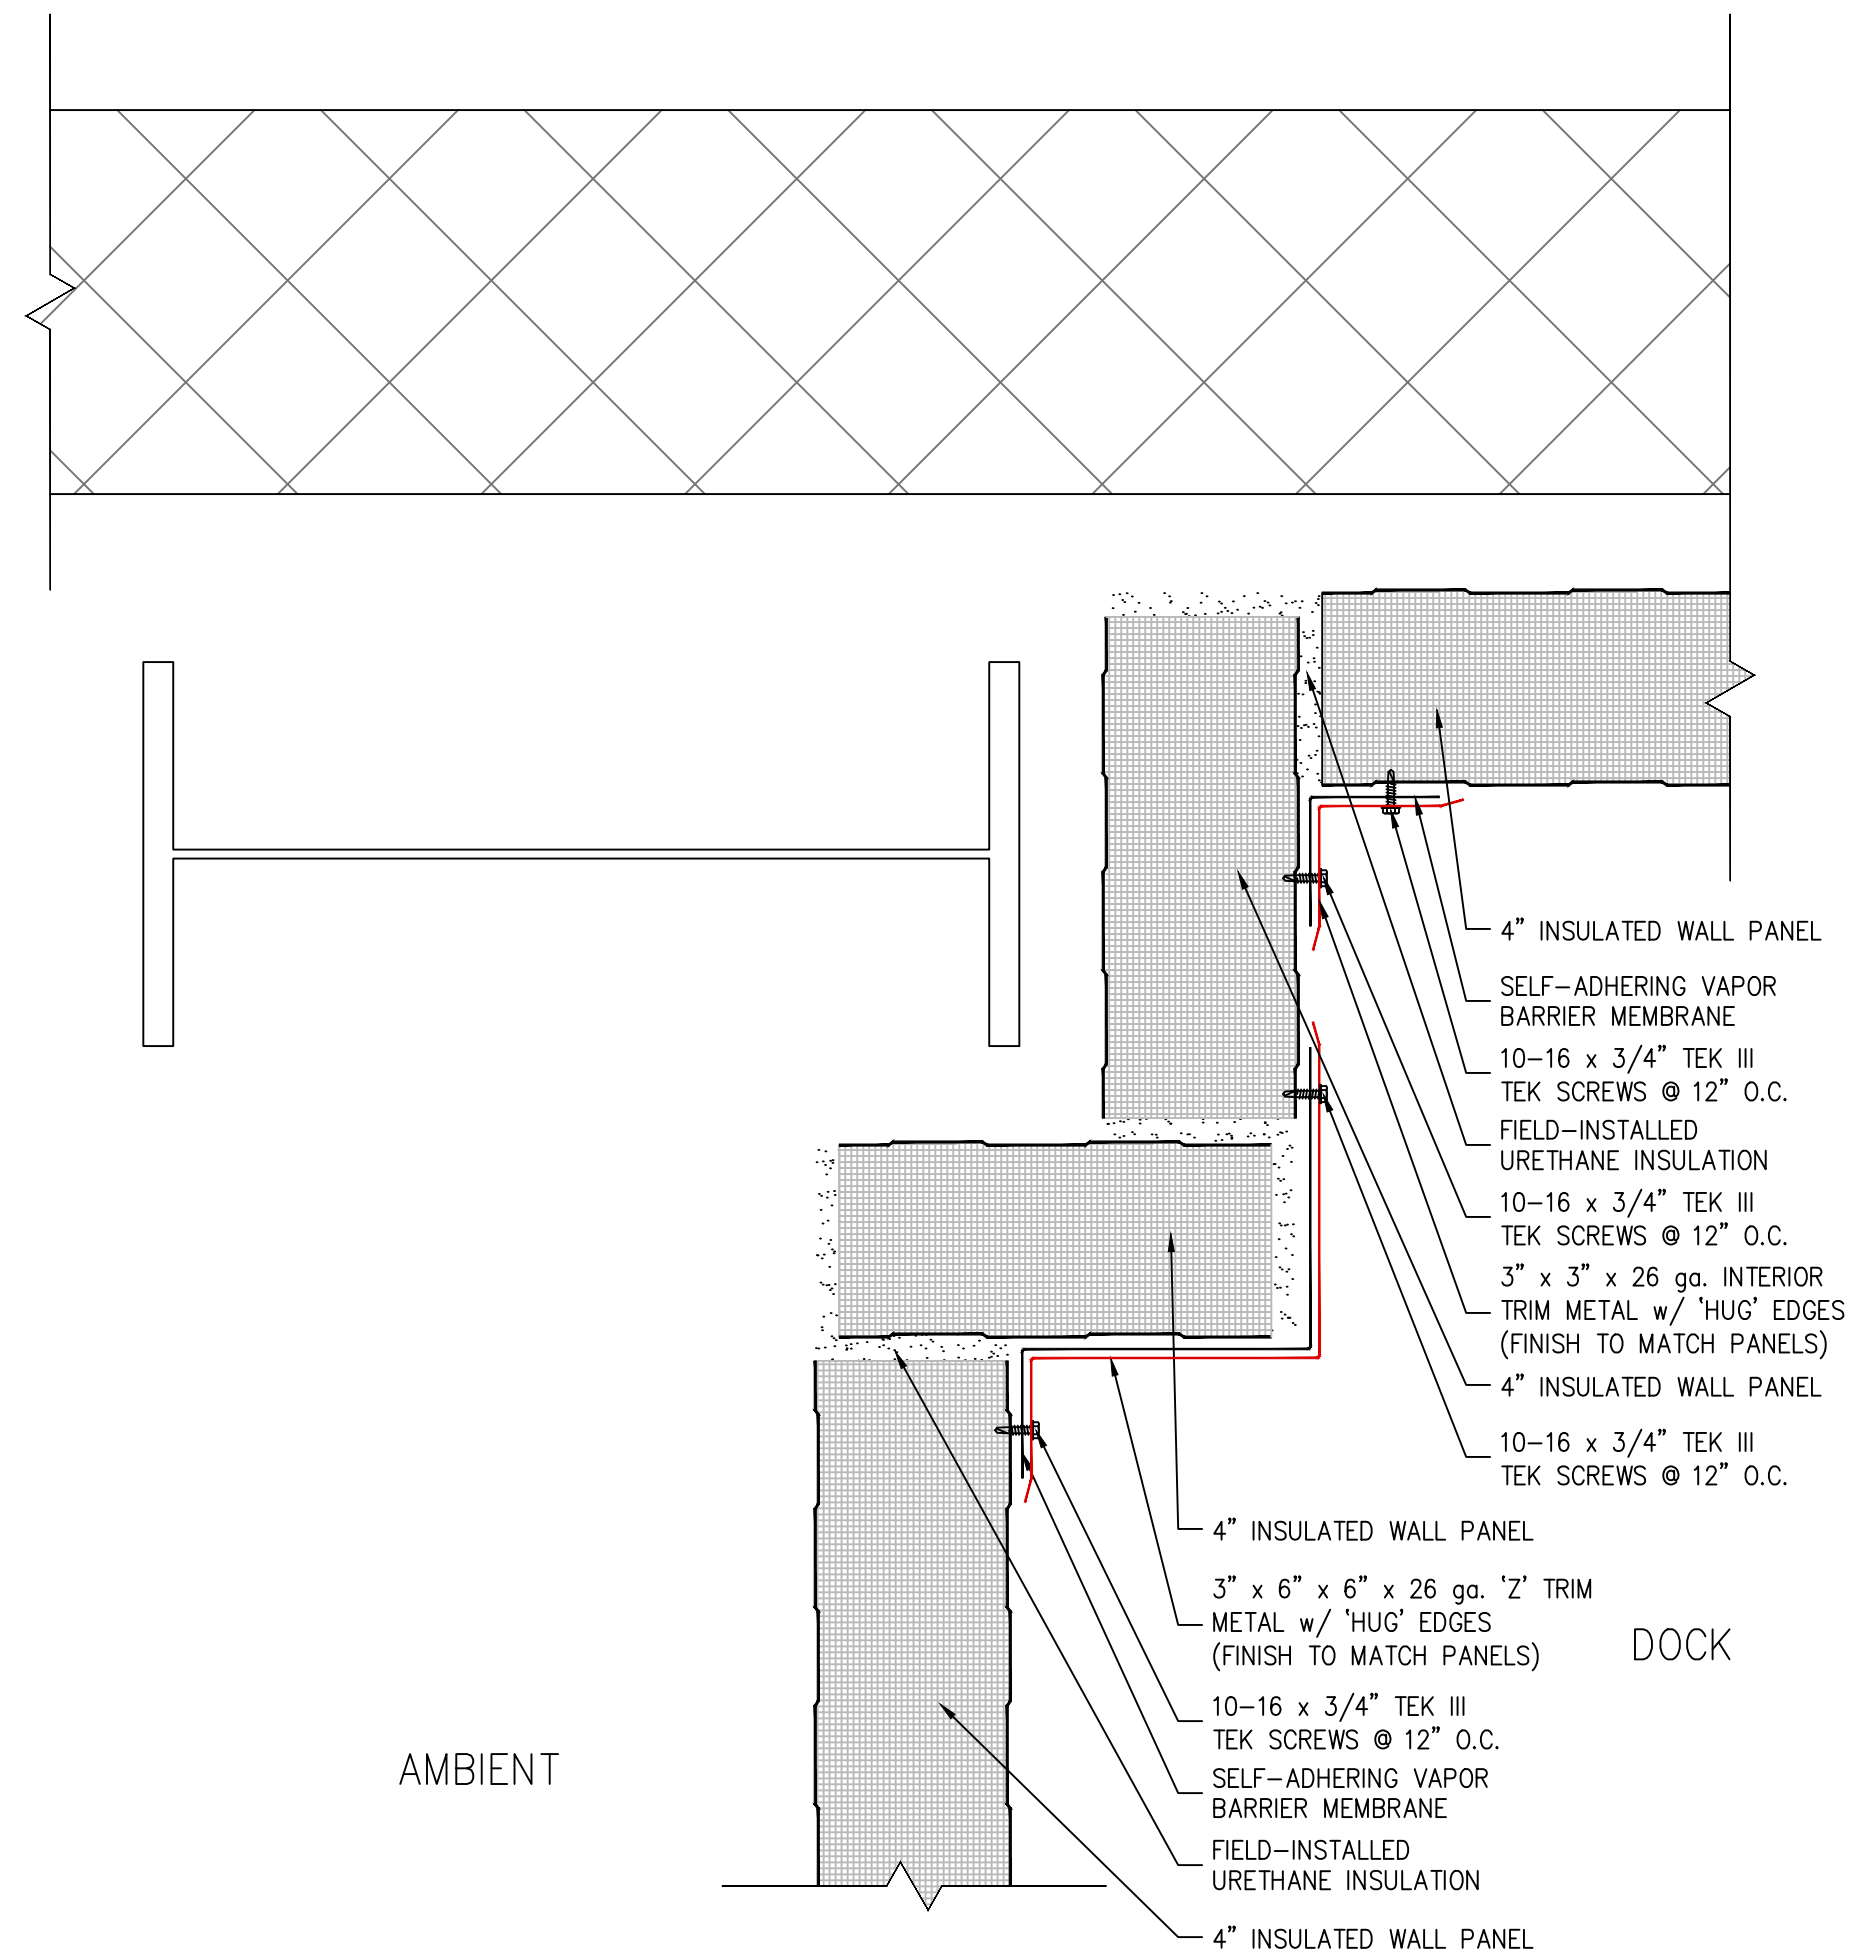 4" INSULATED WALL PANEL
SELF-ADHERING VAPOR
BARRIER MEMBRANE
10-16 x 3/4" TEK III
TEK SCREWS @ 12" O.C.
FIELD-INSTALLED
URETHANE INSULATION
10-16 x 3/4" TEK III
TEK SCREWS @ 12" O.C.
3" x 3" x 26 ga. INTERIOR
TRIM METAL w/ 'HUG' EDGES
(FINISH TO MATCH PANELS)
4" INSULATED WALL PANEL
10-16 x 3/4" TEK III
TEK SCREWS @ 12" O.C.
4" INSULATED WALL PANEL
3" x 6" x 6" x 26 ga. 'Z' TRIM
METAL w/ 'HUG' EDGES
(FINISH TO MATCH PANELS)
DOCK
10-16 x 3/4" TEK III
TEK SCREWS @ 12" O.C.
AMBIENT
SELF-ADHERING VAPOR
BARRIER MEMBRANE
FIELD-INSTALLED
URETHANE INSULATION
4" INSULATED WALL PANEL